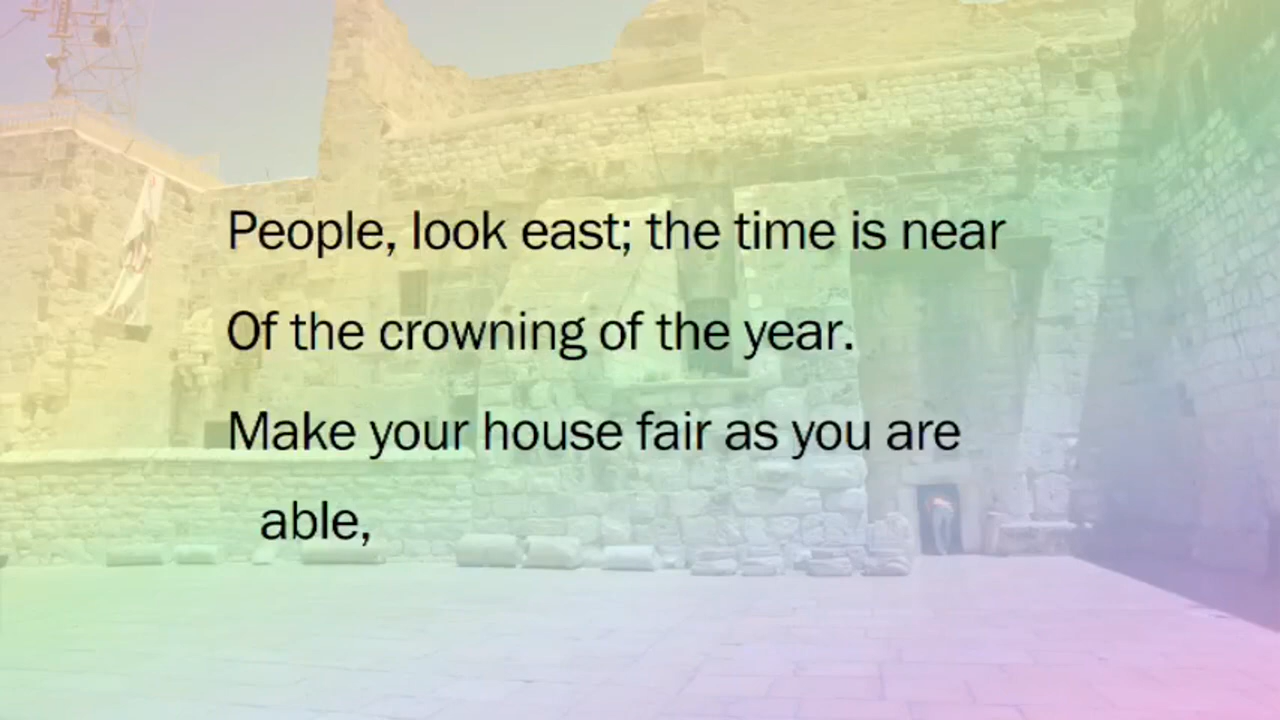 People, look east; the time is near
Of the crowning of the year.
Make your house fair as you are
able,